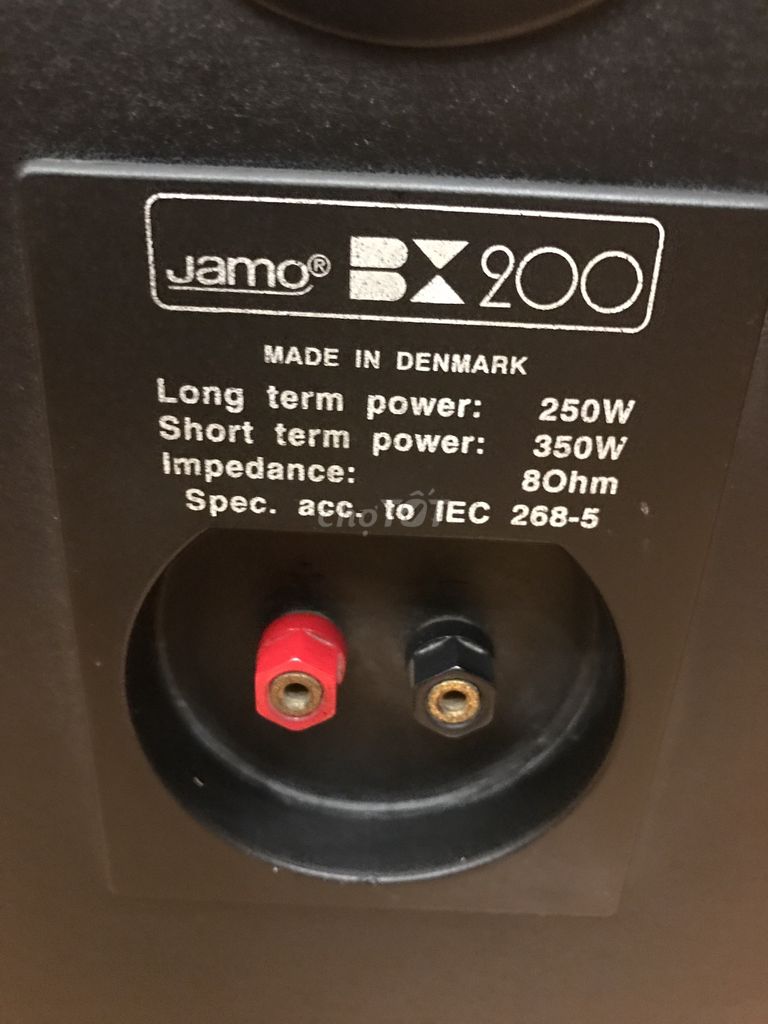 Jamo® BX 200
MADE IN DENMARK
Long term power: 250W
Short term power: 350W
Impedance: 8Ohm
Spec. acc. to IEC 268-5
choTỐT